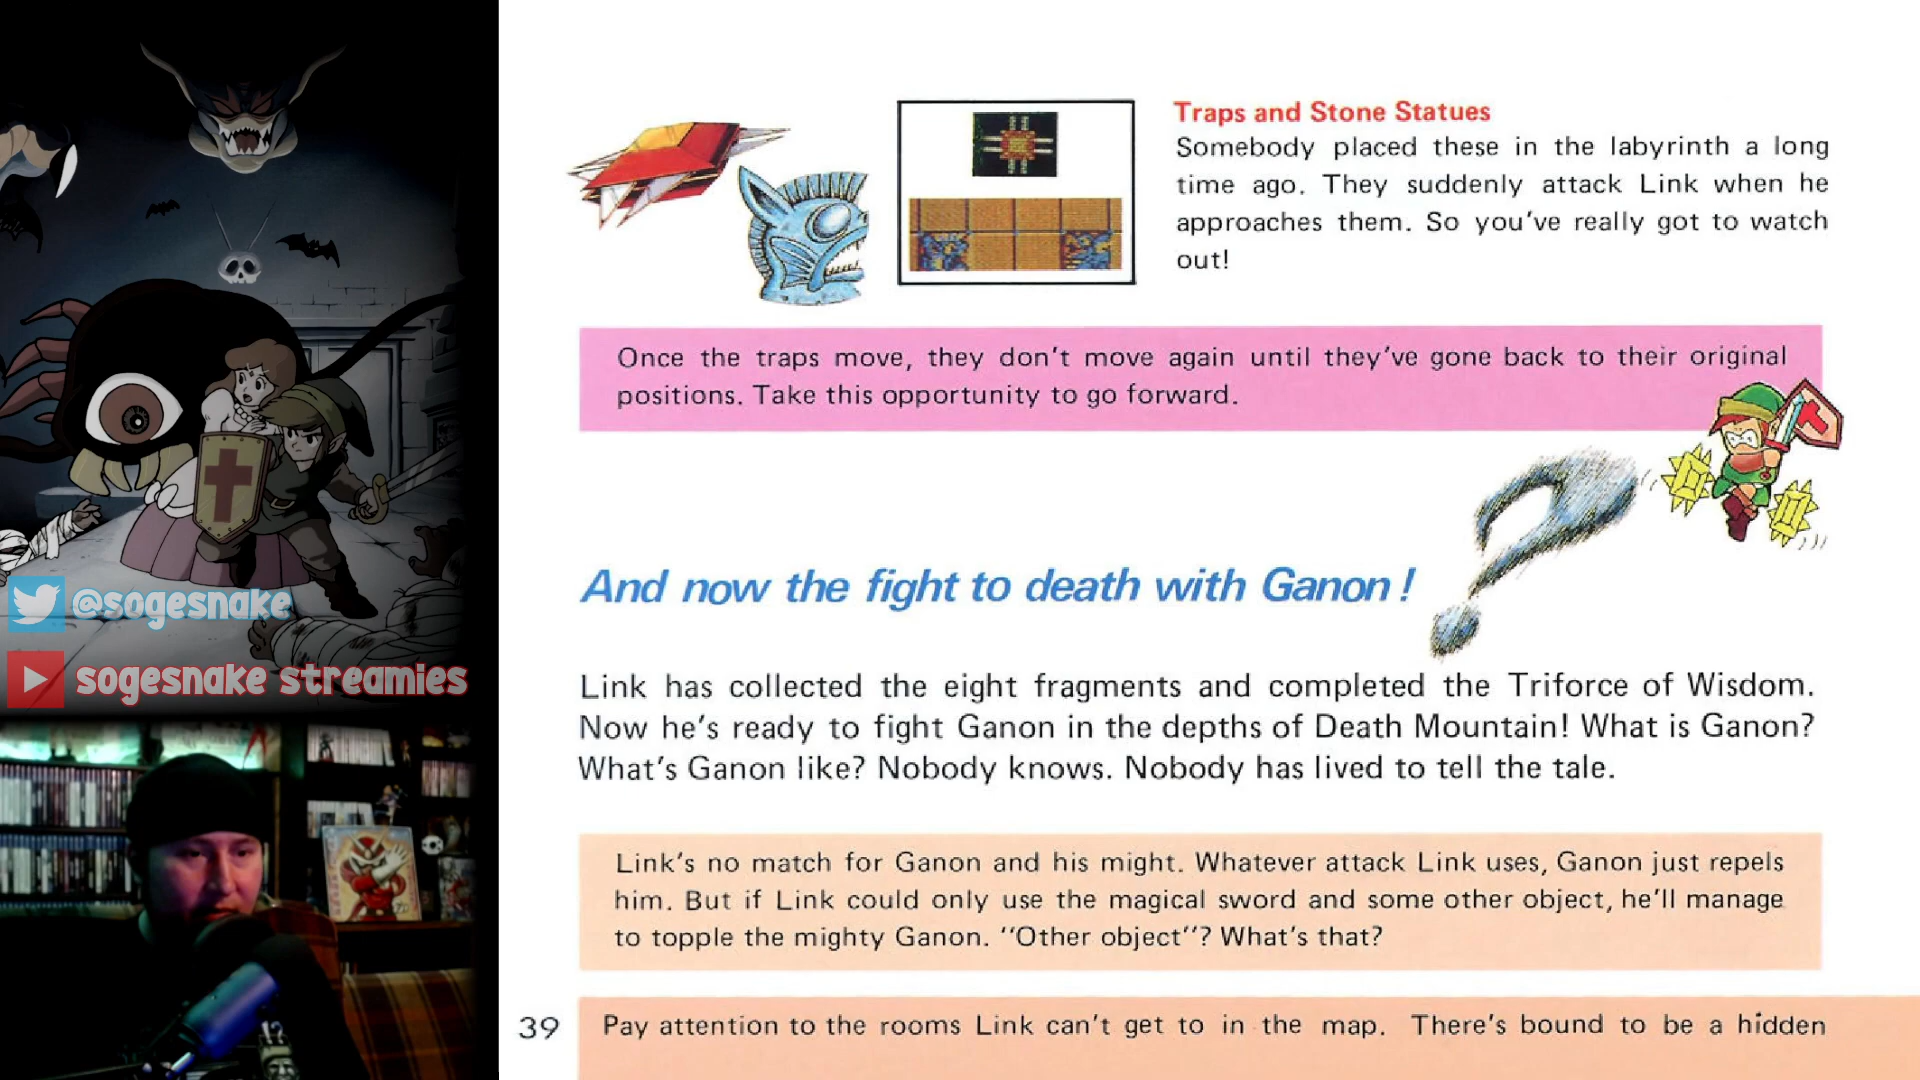 @sogesnake
sogesnake streamies
Traps and Stone Statues
Somebody placed these in the labyrinth a long
time ago. They suddenly attack Link when he
approaches them. So you've really got to watch
out!
Once the traps move, they don't move again until they've gone back to their original
positions. Take this opportunity to go forward.
And now the fight to death with Ganon!
Link has collected the eight fragments and completed the Triforce of Wisdom.
Now he's ready to fight Ganon in the depths of Death Mountain! What is Ganon?
What's Ganon like? Nobody knows. Nobody has lived to tell the tale.
Link's no match for Ganon and his might. Whatever attack Link uses, Ganon just repels
him. But if Link could only use the magical sword and some other object, he'll manage
to topple the mighty Ganon. "Other object"? What's that?
39
Pay attention to the rooms Link can't get to in the map. There's bound to be a hidden